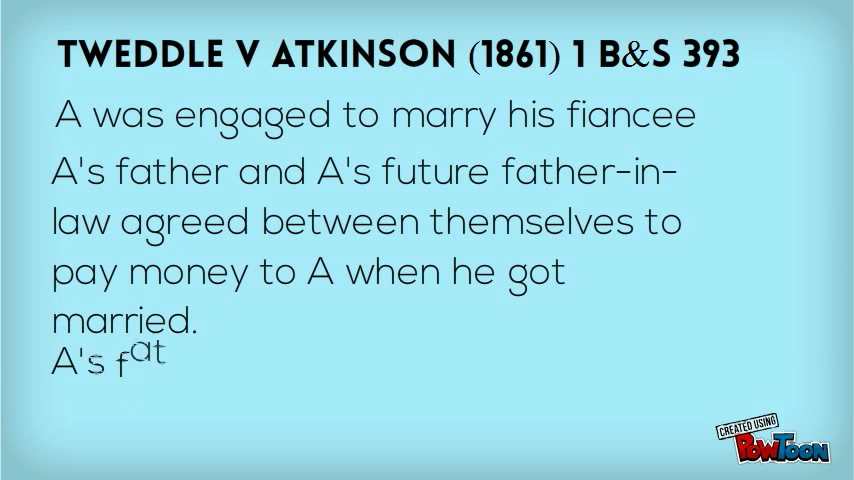 TWEDDLE V ATKINSON (1861) 1 B&S 393
A was engaged to marry his fiancee
A's father and A's future father-in-
law agreed between themselves to
pay money to A when he got
married.
A's fat
CREATED USING
POWTOON